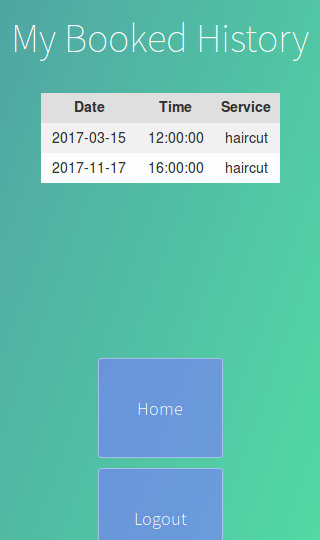 My Booked History
Date Time Service
2017-03-15 12:00:00 haircut
2017-11-17 16:00:00 haircut
Home
Logout